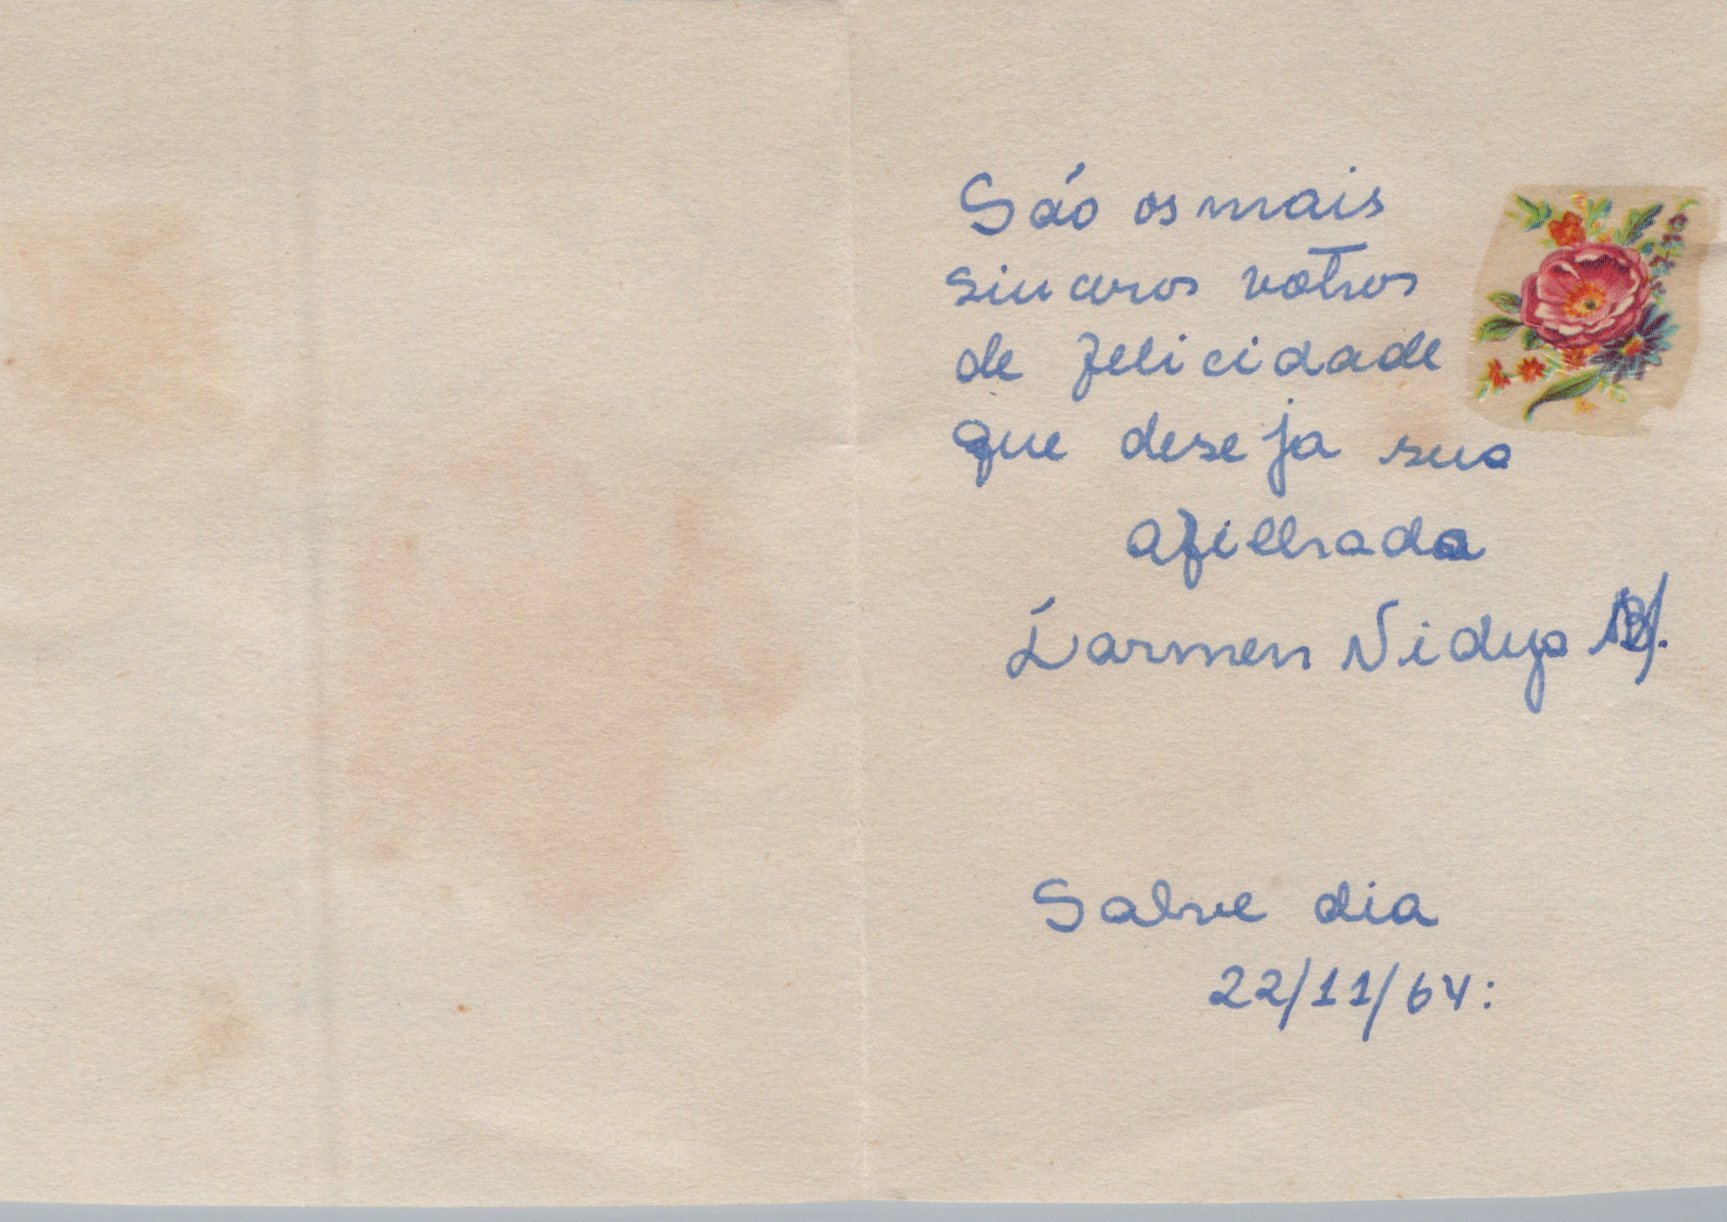 São os mais
sinceros votos
de felicidade
que deseja sua
afilhada
Carmen Nidya
Salve dia
22/11/64: